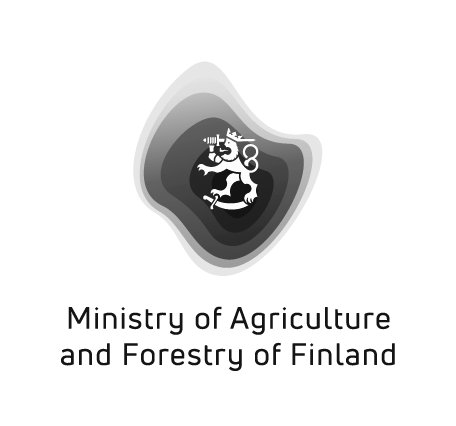 Ministry of Agriculture
and Forestry of Finland